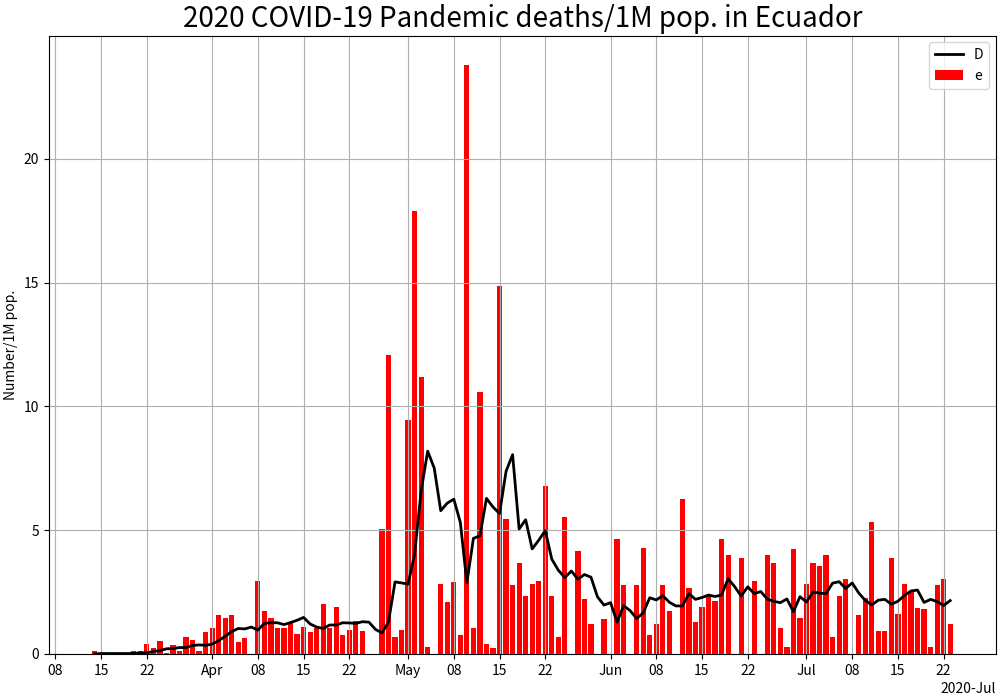 2020 COVID-19 Pandemic deaths/1M pop. in Ecuador
D
e
Number/1M pop.
20
15
10
5
0
08 15 22 Apr 08 15 22 May 08 15 22 Jun 08 15 22 Jul 08 15 22
2020-Jul